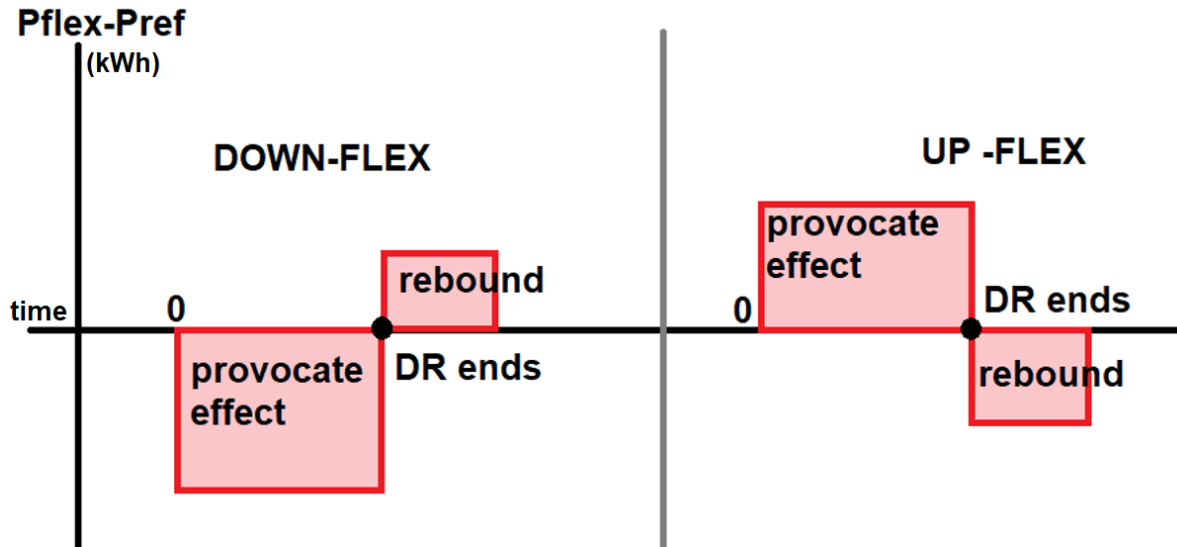 Pflex-Pref
(kWh)
DOWN-FLEX
UP -FLEX
provocate
effect
rebound
time
0
0
DR ends
DR ends
provocate
effect
rebound